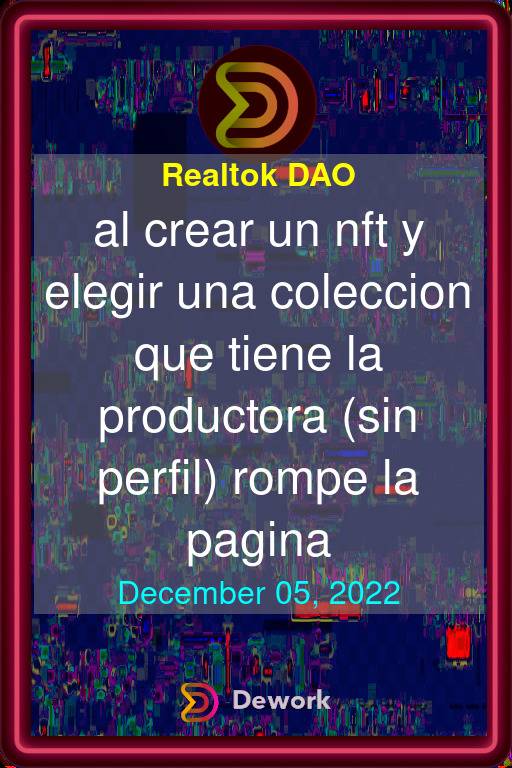 Realtok DAO
al crear un nft y
elegir una coleccion
que tiene la
productora (sin
perfil) rompe la
pagina
December 05, 2022
Dework